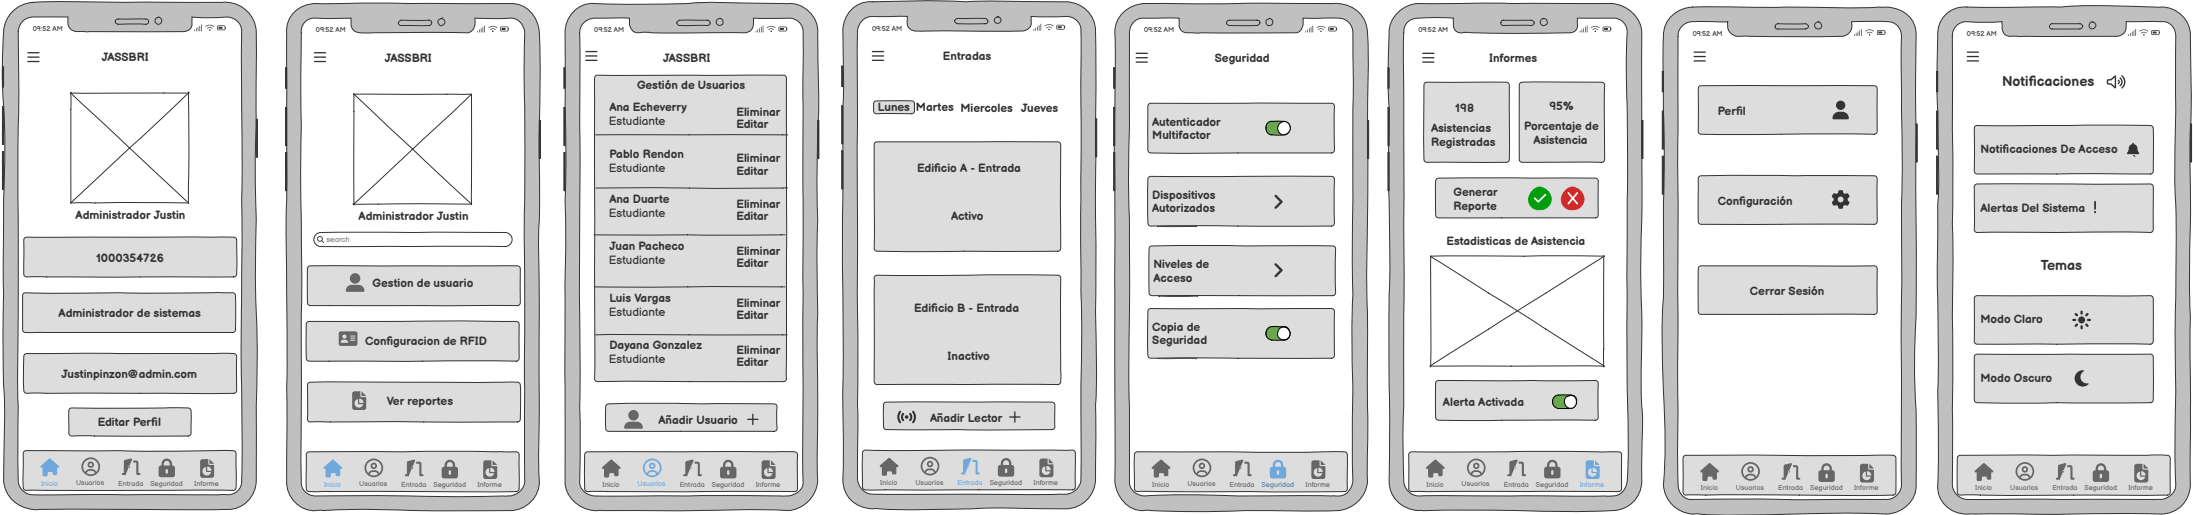 09:52 AM
JASSBRI
Administrador Justin
1000354726
Administrador de sistemas
Justinpinzon@admin.com
Editar Perfil
Inicio Usuarios Entrada Seguridad Informe
09:52 AM
JASSBRI
Administrador Justin
search
Gestion de usuario
Configuracion de RFID
Ver reportes
Inicio Usuarios Entrada Seguridad Informe
09:52 AM
JASSBRI
Gestión de Usuarios
Ana Echeverry
Estudiante
Eliminar
Editar
Pablo Rendon
Estudiante
Eliminar
Editar
Ana Duarte
Estudiante
Eliminar
Editar
Juan Pacheco
Estudiante
Eliminar
Editar
Luis Vargas
Estudiante
Eliminar
Editar
Dayana Gonzalez
Estudiante
Eliminar
Editar
Añadir Usuario +
Inicio Usuarios Entrada Seguridad Informe
09:52 AM
Entradas
Lunes Martes Miercoles Jueves
Edificio A - Entrada
Activo
Edificio B - Entrada
Inactivo
Añadir Lector +
Inicio Usuarios Entrada Seguridad Informe
09:52 AM
Seguridad
Autenticador
Multifactor
Dispositivos
Autorizados
Niveles de
Acceso
Copia de
Seguridad
Inicio Usuarios Entrada Seguridad Informe
09:52 AM
Informes
198
Asistencias
Registradas
95%
Porcentaje de
Asistencia
Generar
Reporte
Estadisticas de Asistencia
Alerta Activada
Inicio Usuarios Entrada Seguridad Informe
09:52 AM
Perfil
Configuración
Cerrar Sesión
Inicio Usuarios Entrada Seguridad Informe
09:52 AM
Notificaciones
Notificaciones De Acceso
Alertas Del Sistema !
Temas
Modo Claro
Modo Oscuro
Inicio Usuarios Entrada Seguridad Informe